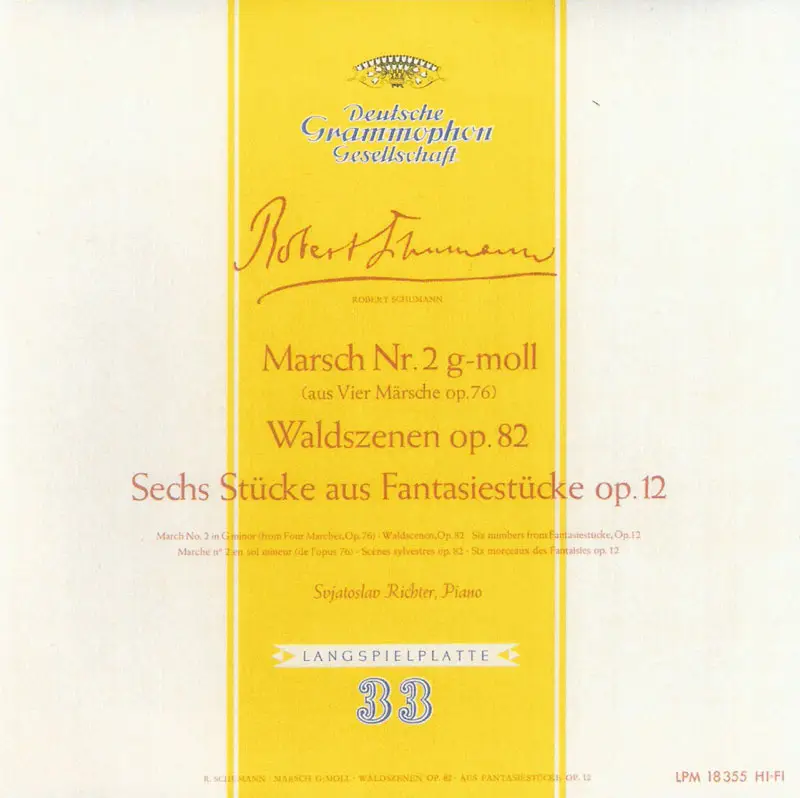 Deutsche
Grammophon
Gesellschaft
Robert Schumann
ROBERT SCHUMANN
Marsch Nr. 2 g-moll
(aus Vier Märsche op. 76)
Waldszenen op. 82
Sechs Stücke aus Fantasiestücke op. 12
March No. 2 in G minor (from Four Marches, Op. 76) · Waldscenen, Op. 82 · Six numbers from Fantasiestücke, Op. 12
Marche n° 2 en sol mineur (de l'opus 76) · Scènes sylvestres op. 82 · Six morceaux des Fantaisies op. 12
Svjatoslav Richter, Piano
LANGSPIELPLATTE
33
R. SCHUMANN / MARSCH G-MOLL · WALDSZENEN OP. 82 · AUS FANTASIESTÜCKE OP. 12
LPM 18 355 HI-FI